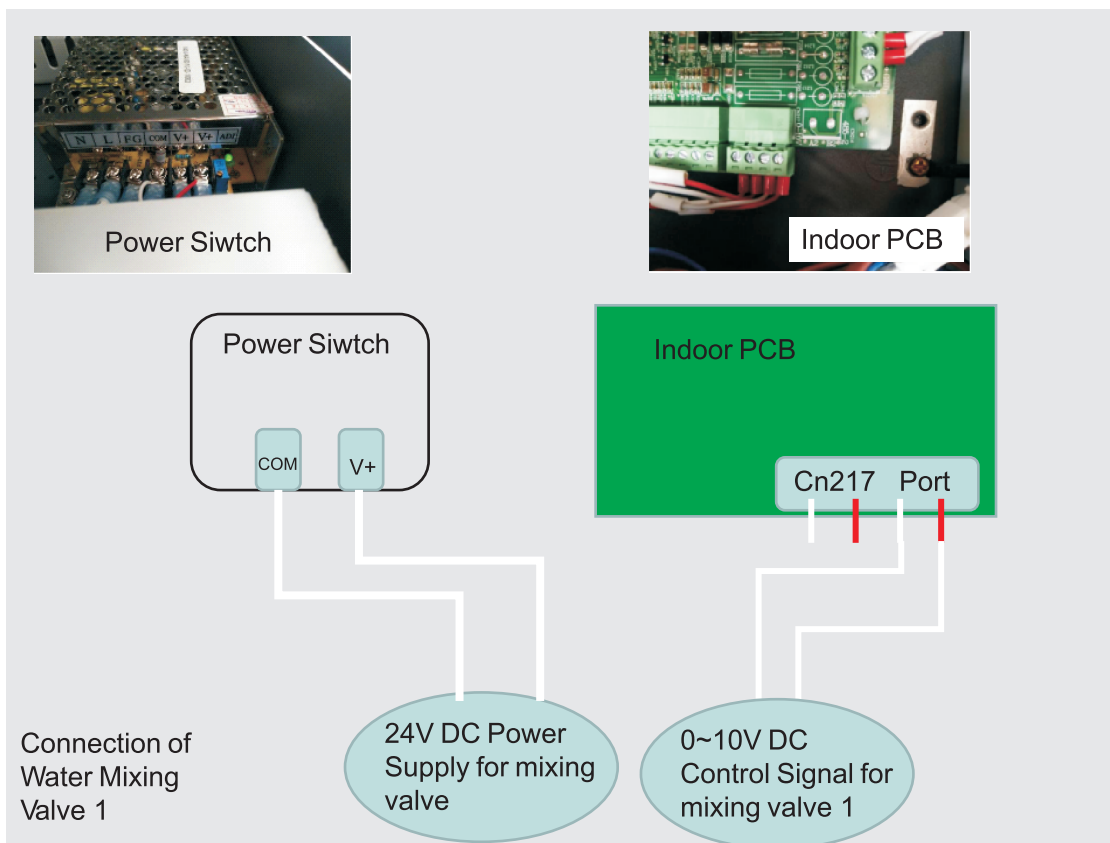 N L FG COM V+ V+ ADJ
Power Siwtch
Indoor PCB
Power Siwtch
COM
V+
Indoor PCB
Cn217 Port
Connection of
Water Mixing
Valve 1
24V DC Power
Supply for mixing
valve
0~10V DC
Control Signal for
mixing valve 1